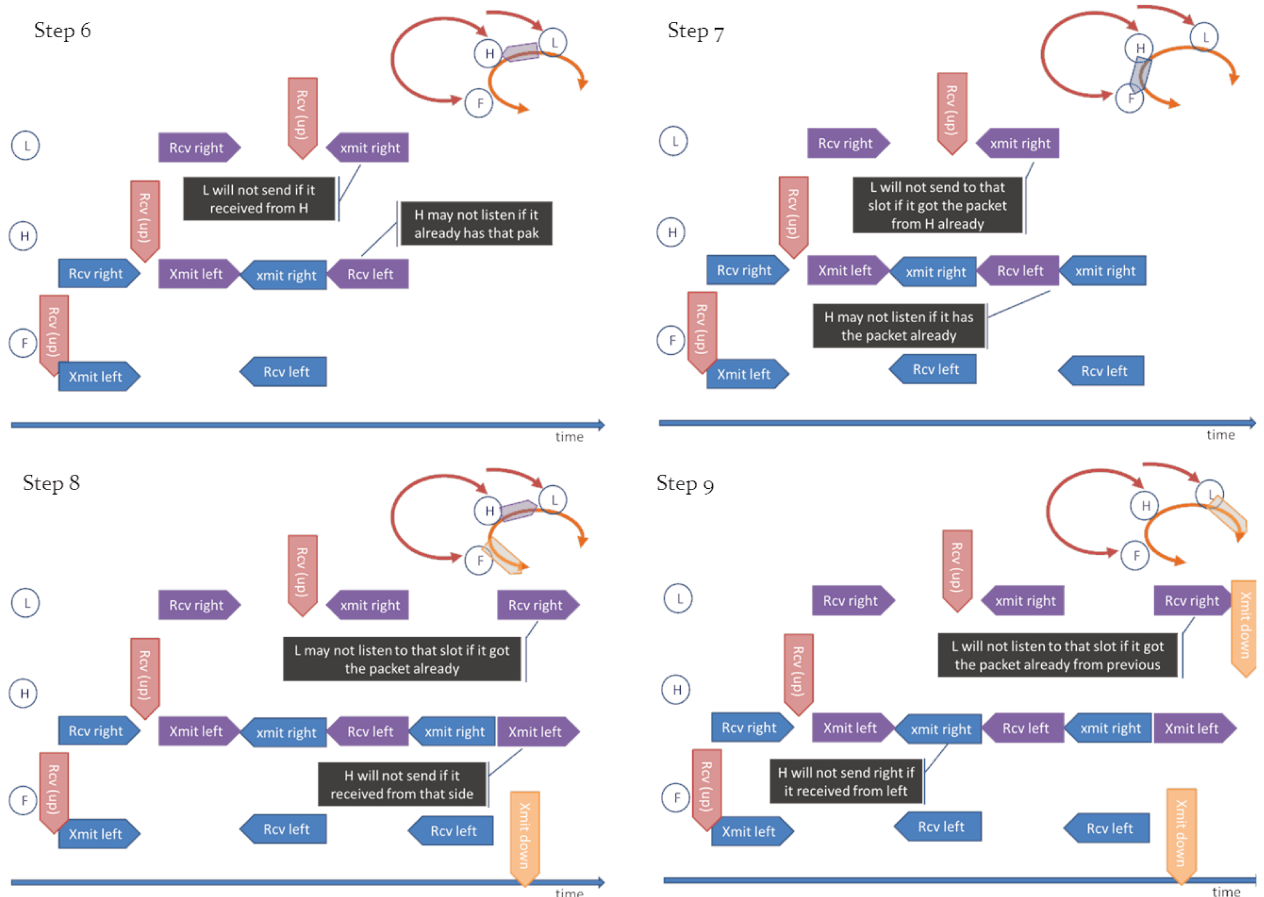 Step 6
H
L
F
Rcv (up)
L
Rcv right
xmit right
L will not send if it
received from H
Rcv (up)
H may not listen if it
already has that pak
H
Rcv right
Xmit left
xmit right
Rcv left
Rcv (up)
F
Xmit left
Rcv left
time
Step 7
H
L
F
Rcv (up)
L
Rcv right
xmit right
L will not send to that
slot if it got the packet
from H already
Rcv (up)
H
Rcv right
Xmit left
xmit right
Rcv left
xmit right
H may not listen if it has
the packet already
Rcv (up)
F
Xmit left
Rcv left
Rcv left
time
Step 8
H
L
F
Rcv (up)
L
Rcv right
xmit right
Rcv right
L may not listen to that slot if it got
the packet already
Rcv (up)
H
Rcv right
Xmit left
xmit right
Rcv left
xmit right
Xmit left
H will not send if it
received from that side
Rcv (up)
F
Xmit left
Rcv left
Rcv left
Xmit down
time
Step 9
H
L
F
Rcv (up)
L
Rcv right
xmit right
Rcv right
Xmit down
L will not listen to that slot if it got
the packet already from previous
Rcv (up)
H
Rcv right
Xmit left
xmit right
Rcv left
xmit right
Xmit left
H will not send right if
it received from left
Rcv (up)
F
Xmit left
Rcv left
Rcv left
Xmit down
time